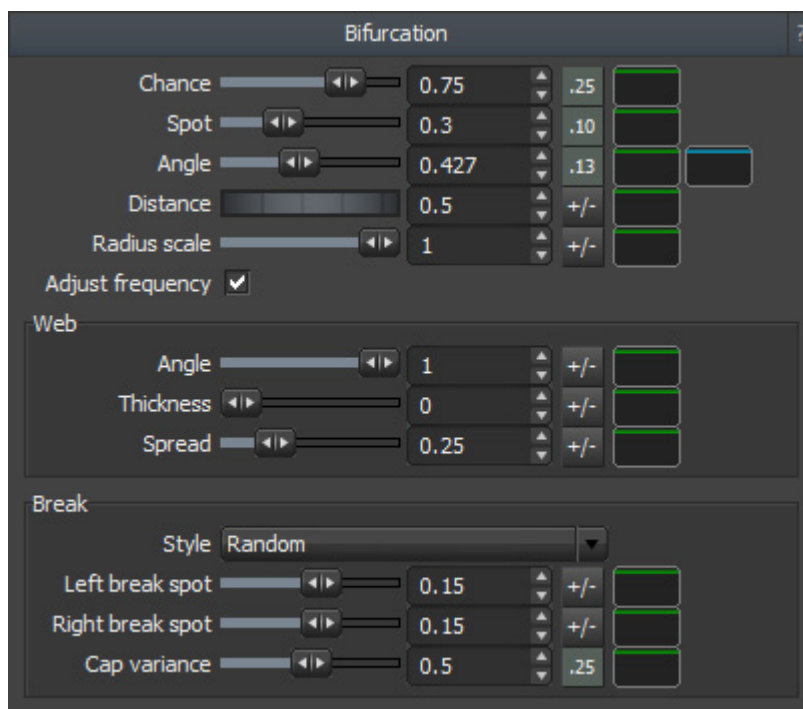 Bifurcation ?
Chance 0.75 .25
Spot 0.3 .10
Angle 0.427 .13
Distance 0.5 +/-
Radius scale 1 +/-
Adjust frequency
Web
Angle 1 +/-
Thickness 0 +/-
Spread 0.25 +/-
Break
Style Random
Left break spot 0.15 +/-
Right break spot 0.15 +/-
Cap variance 0.5 .25